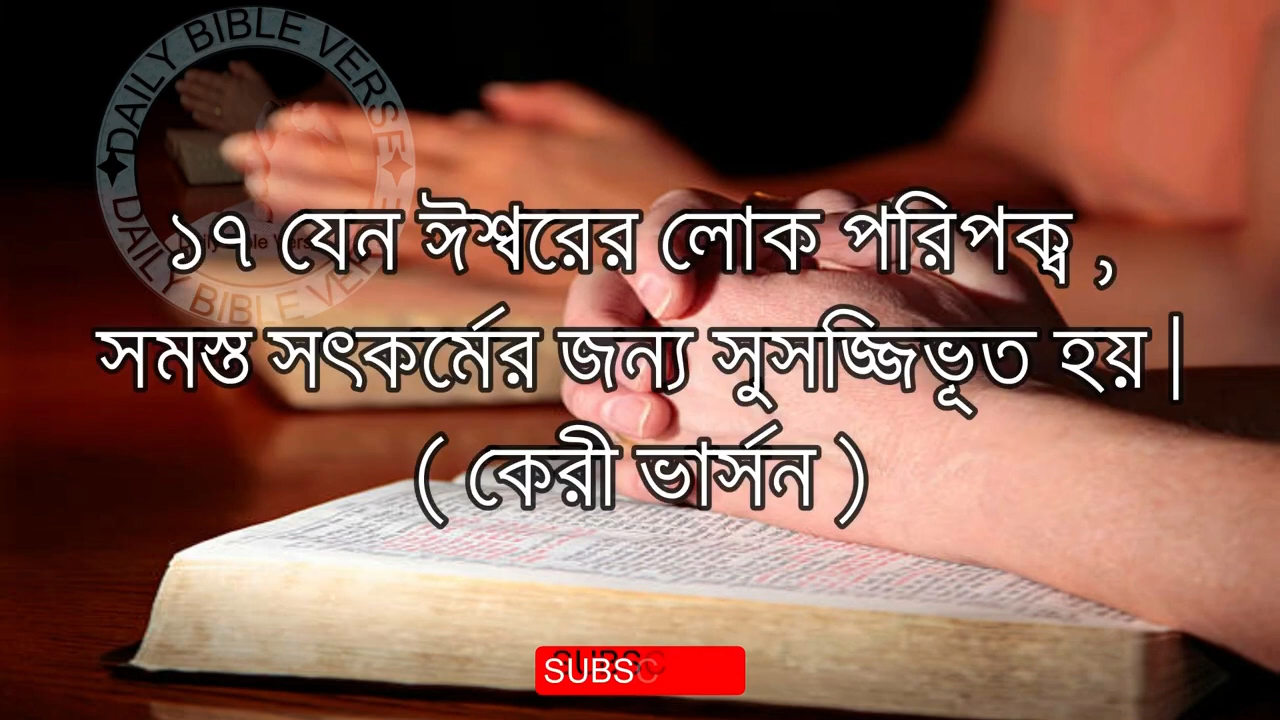 DAILY BIBLE VERSE
DAILY BIBLE VERSE
১৭ যেন ঈশ্বরের লোক পরিপক্ব ,
সমস্ত সৎকর্মের জন্য সুসজ্জিভূত হয় |
( কেরী ভার্সন )
SUBSC